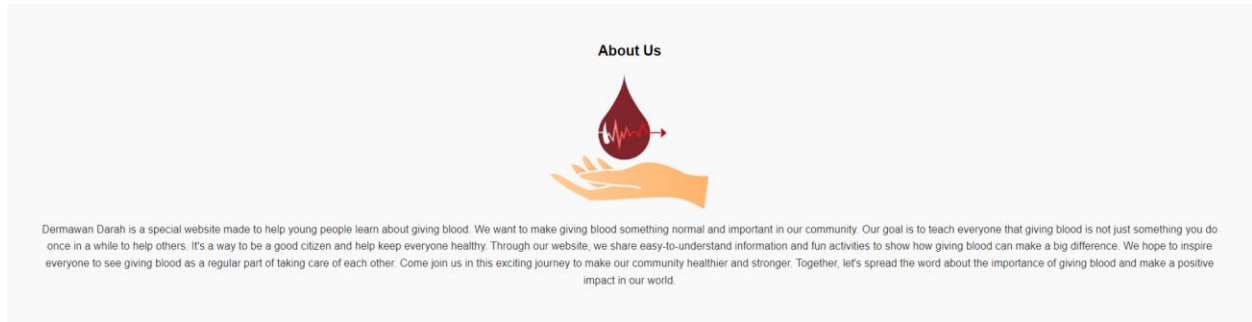 About Us
Dermawan Darah is a special website made to help young people learn about giving blood. We want to make giving blood something normal and important in our community. Our goal is to teach everyone that giving blood is not just something you do
once in a while to help others. It's a way to be a good citizen and help keep everyone healthy. Through our website, we share easy-to-understand information and fun activities to show how giving blood can make a big difference. We hope to inspire
everyone to see giving blood as a regular part of taking care of each other. Come join us in this exciting journey to make our community healthier and stronger. Together, let's spread the word about the importance of giving blood and make a positive
impact in our world.